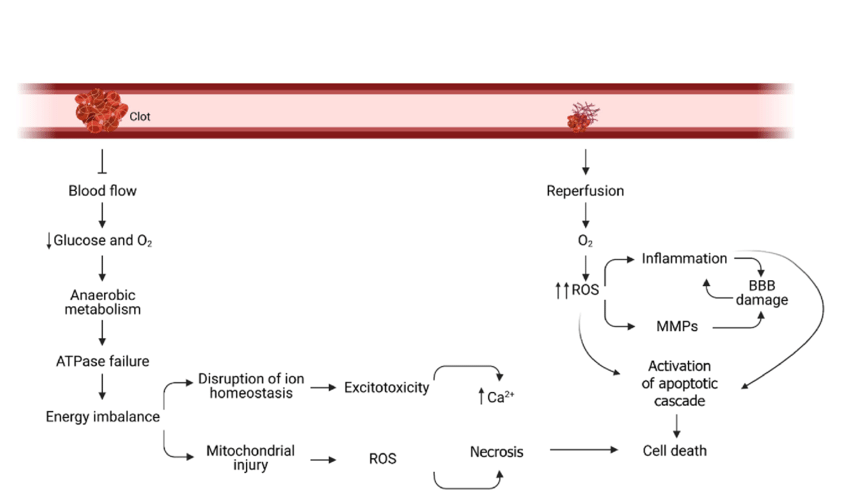 Clot
Blood flow
↓Glucose and O₂
Anaerobic
metabolism
ATPase failure
Energy imbalance
Disruption of ion
homeostasis
Excitotoxicity
↑Ca²⁺
Mitochondrial
injury
ROS
Necrosis
Reperfusion
O₂
↑↑ROS
Inflammation
BBB
damage
MMPs
Activation
of apoptotic
cascade
Cell death